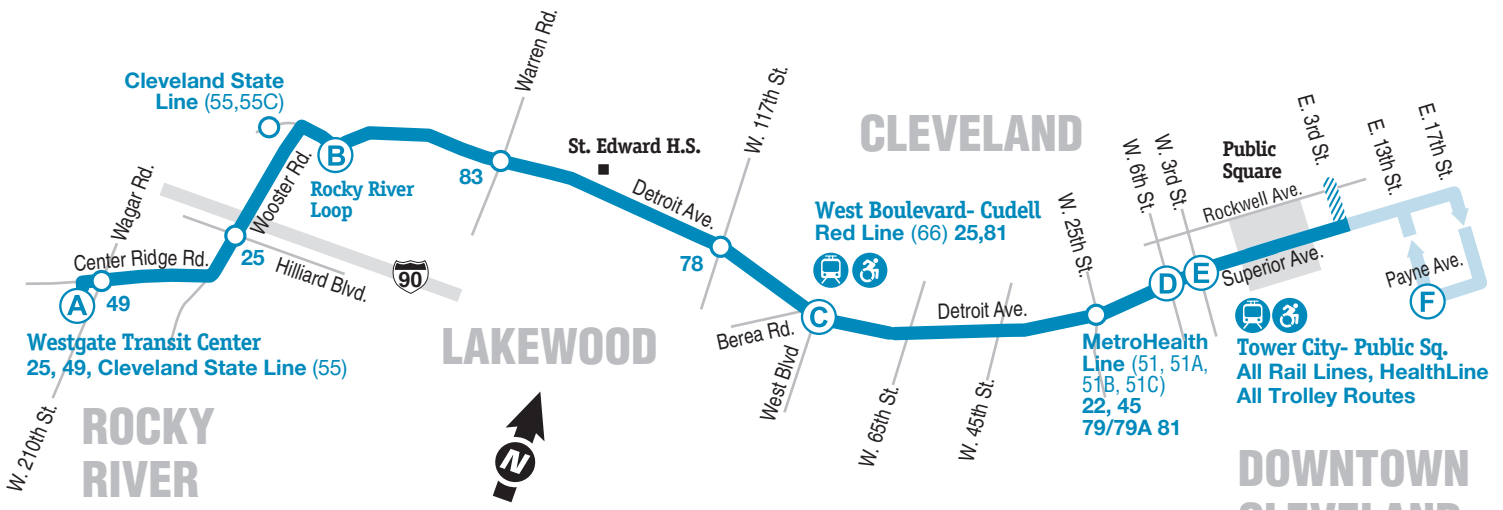 Cleveland State
Line (55,55C)
Warren Rd.
W. 117th St.
CLEVELAND
E. 3rd St.
E. 13th St.
E. 17th St.
St. Edward H.S.
Public
Square
W. 6th St.
W. 3rd St.
B
83
Rocky River
Loop
Wooster Rd.
Wagar Rd.
Detroit Ave.
Rockwell Ave.
W. 25th St.
West Boulevard- Cudell
Red Line (66) 25,81
Center Ridge Rd.
25
Hilliard Blvd.
90
78
D
E
Superior Ave.
Payne Ave.
F
A
49
C
Detroit Ave.
Berea Rd.
West Blvd
Westgate Transit Center
25, 49, Cleveland State Line (55)
LAKEWOOD
MetroHealth
Line (51, 51A,
51B, 51C)
22, 45
79/79A 81
Tower City- Public Sq.
All Rail Lines, HealthLine
All Trolley Routes
W. 65th St.
W. 45th St.
W. 210th St.
ROCKY
RIVER
N
DOWNTOWN
CLEVELAND